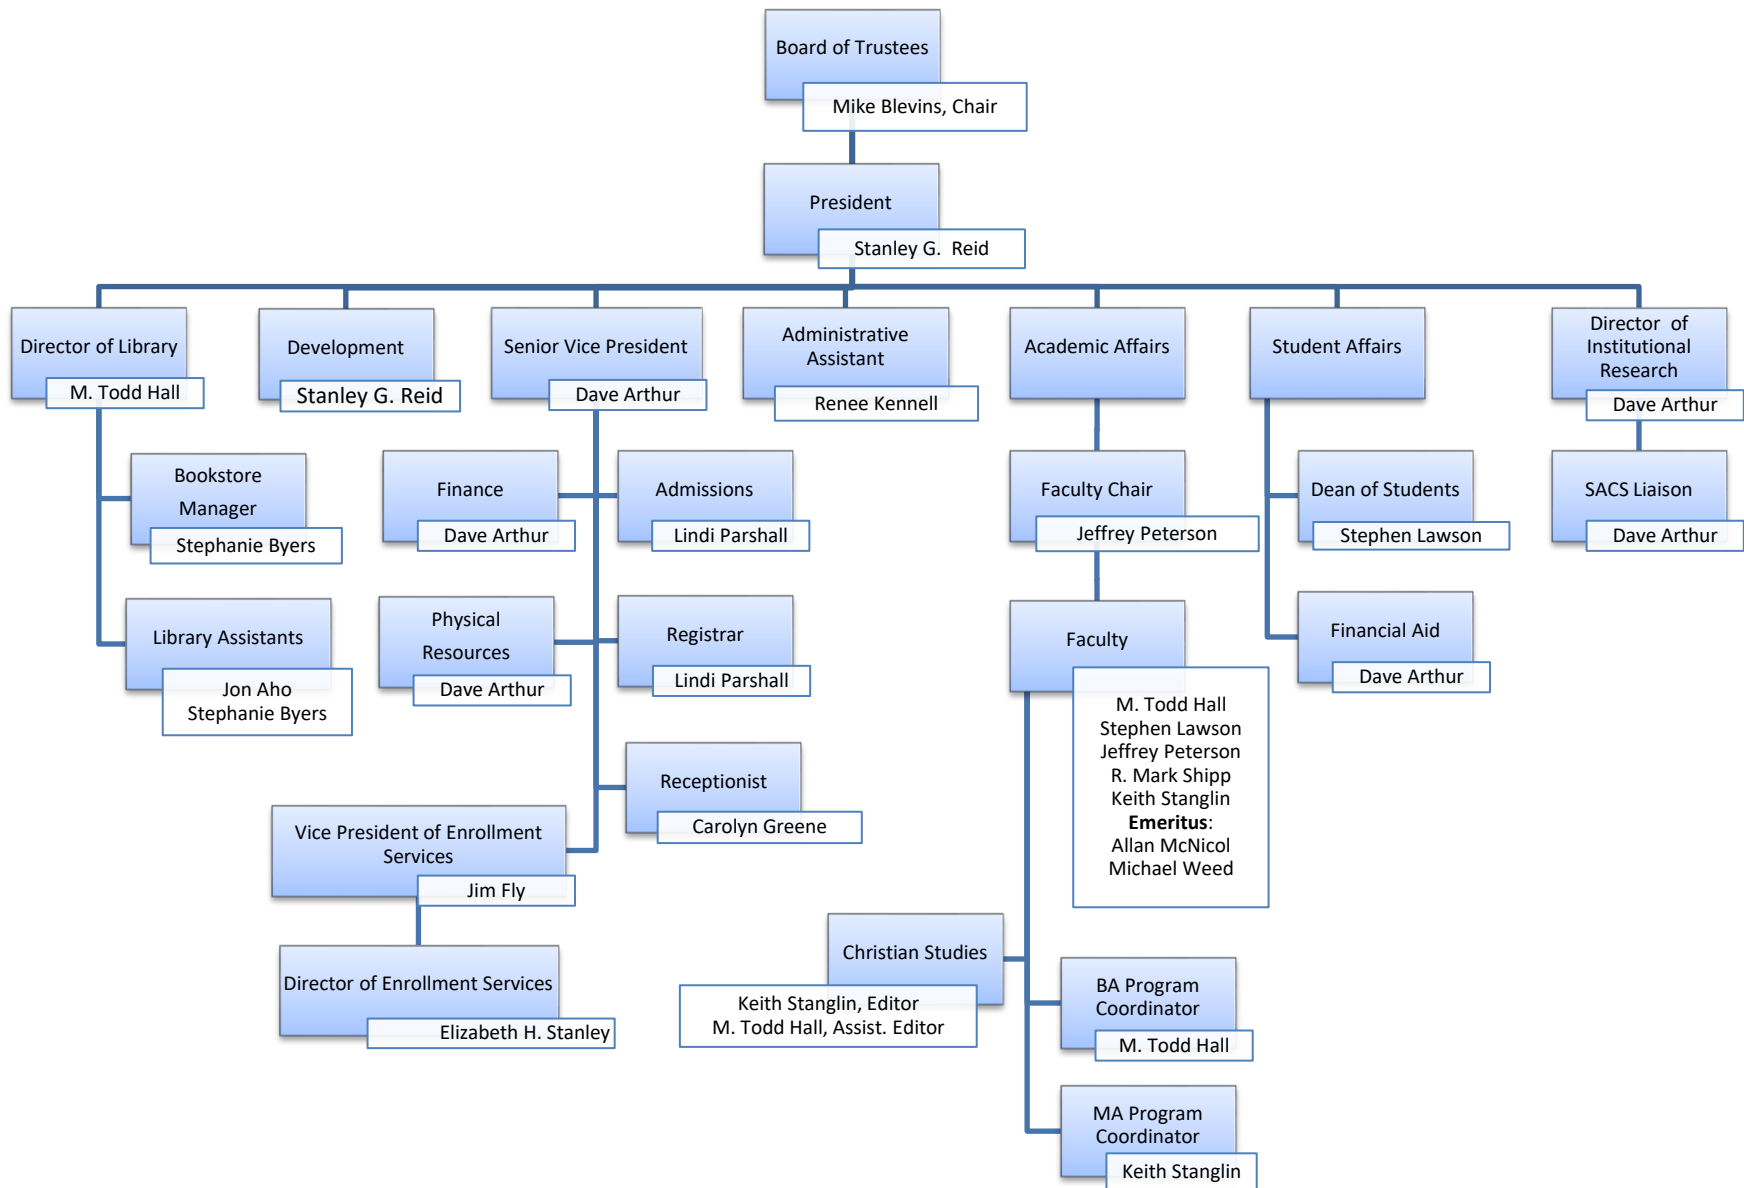 Board of Trustees
Mike Blevins, Chair
President
Stanley G. Reid
Director of Library
M. Todd Hall
Development
Stanley G. Reid
Senior Vice President
Dave Arthur
Administrative
Assistant
Renee Kennell
Academic Affairs
Student Affairs
Director of
Institutional
Research
Dave Arthur
Bookstore
Manager
Stephanie Byers
Finance
Dave Arthur
Admissions
Lindi Parshall
Faculty Chair
Jeffrey Peterson
Dean of Students
Stephen Lawson
SACS Liaison
Dave Arthur
Library Assistants
Jon Aho
Stephanie Byers
Physical
Resources
Dave Arthur
Registrar
Lindi Parshall
Faculty
M. Todd Hall
Stephen Lawson
Jeffrey Peterson
R. Mark Shipp
Keith Stanglin
Emeritus:
Allan McNicol
Michael Weed
Financial Aid
Dave Arthur
Receptionist
Carolyn Greene
Vice President of Enrollment
Services
Jim Fly
Director of Enrollment Services
Elizabeth H. Stanley
Christian Studies
Keith Stanglin, Editor
M. Todd Hall, Assist. Editor
BA Program
Coordinator
M. Todd Hall
MA Program
Coordinator
Keith Stanglin